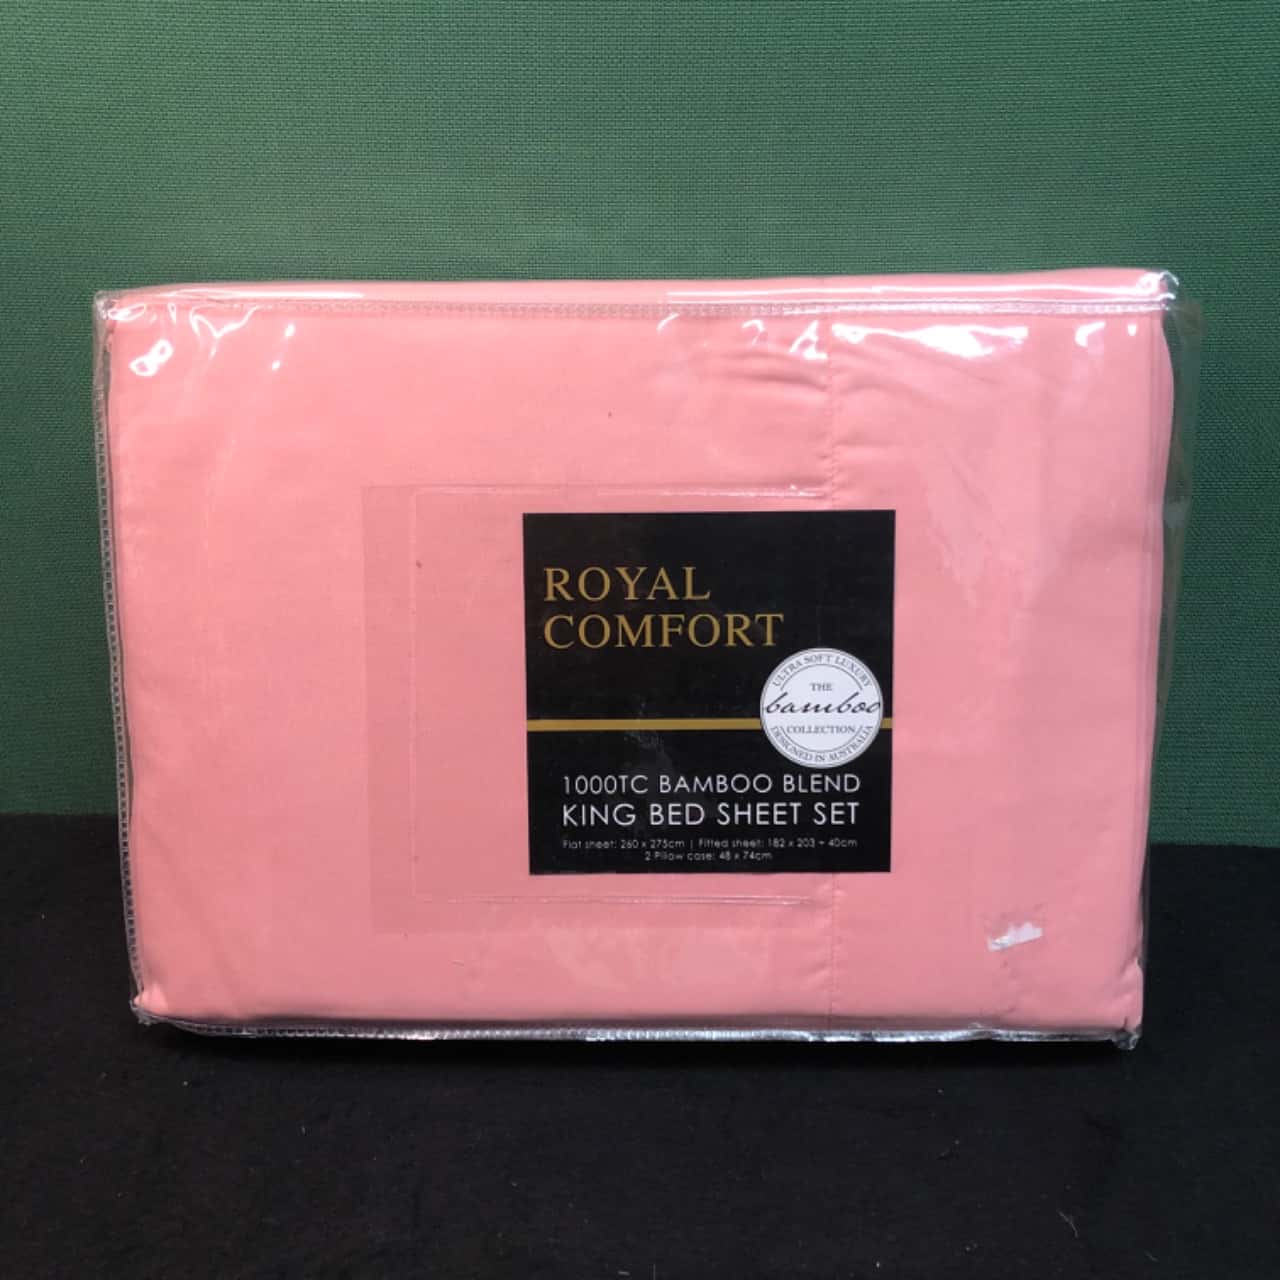 ROYAL
COMFORT
ULTRA SOFT LUXURY
THE
bamboo
COLLECTION
DESIGNED IN AUSTRALIA
1000TC BAMBOO BLEND
KING BED SHEET SET
Flat sheet: 260 x 275cm | Fitted sheet: 182 x 203 + 40cm
2 Pillow case: 48 x 74cm